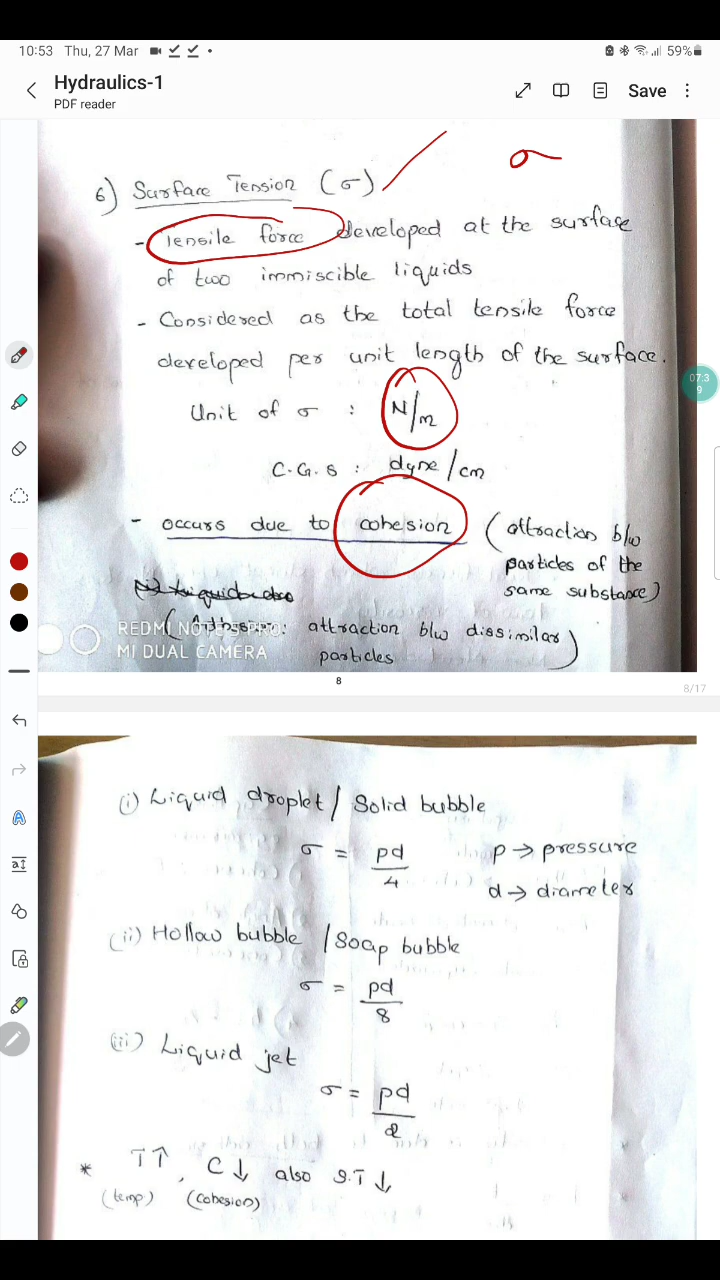 10:53 Thu, 27 Mar
59%
Hydraulics-1
PDF reader
Save
σ
6) Surface Tension (σ)
- Tensile force developed at the surface
of two immiscible liquids
- Considered as the total tensile force
developed per unit length of the surface.
Unit of σ : N/m
C.G.S : dyne/cm
- occurs due to cohesion (attraction b/w
particles of the
same substance)
(Adhesion: attraction b/w dissimilar
particles)
REDMI NOTE 5 PRO
MI DUAL CAMERA
07:39
8
8/17
(i) Liquid droplet / Solid bubble
σ = pd/4
p → pressure
d → diameter
(ii) Hollow bubble / Soap bubble
σ = pd/8
(iii) Liquid jet
σ = pd/2
* T↑, C↓ also S.T↓
(temp) (cohesion)